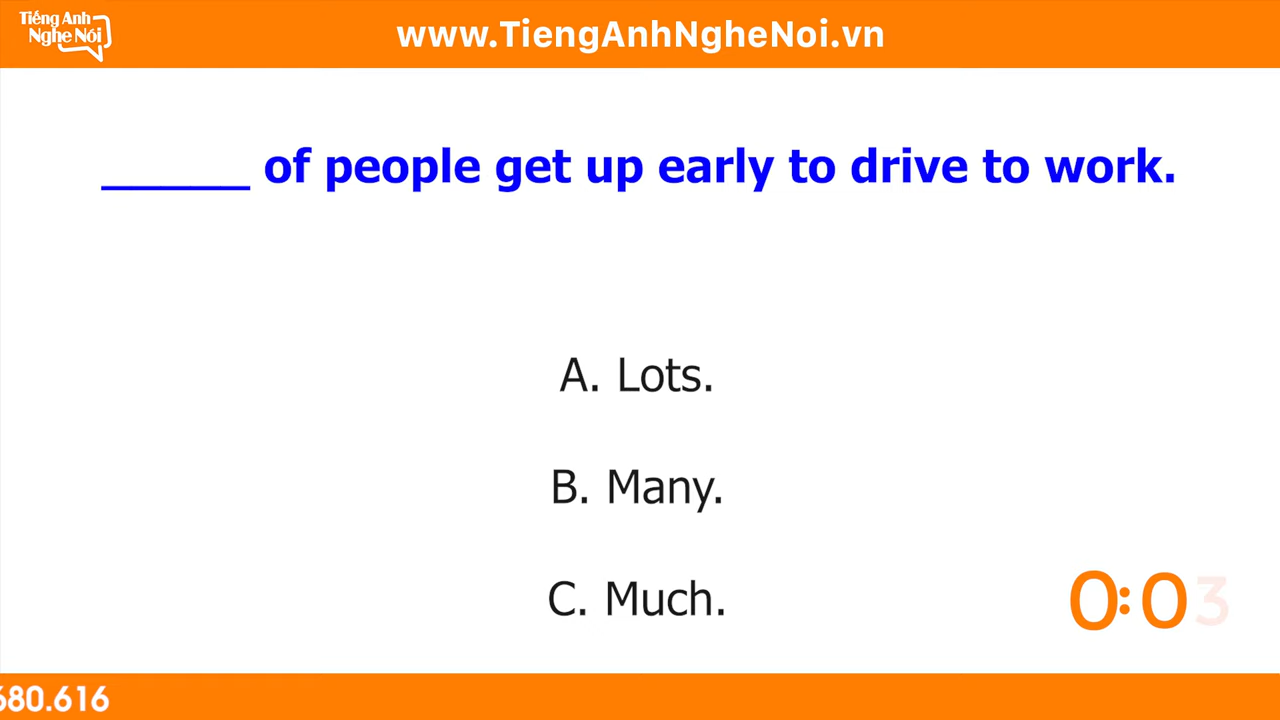 Tiếng Anh
Nghe Nói
www.TiengAnhNgheNoi.vn
_____ of people get up early to drive to work.
A. Lots.
B. Many.
C. Much.
0:03
680.616